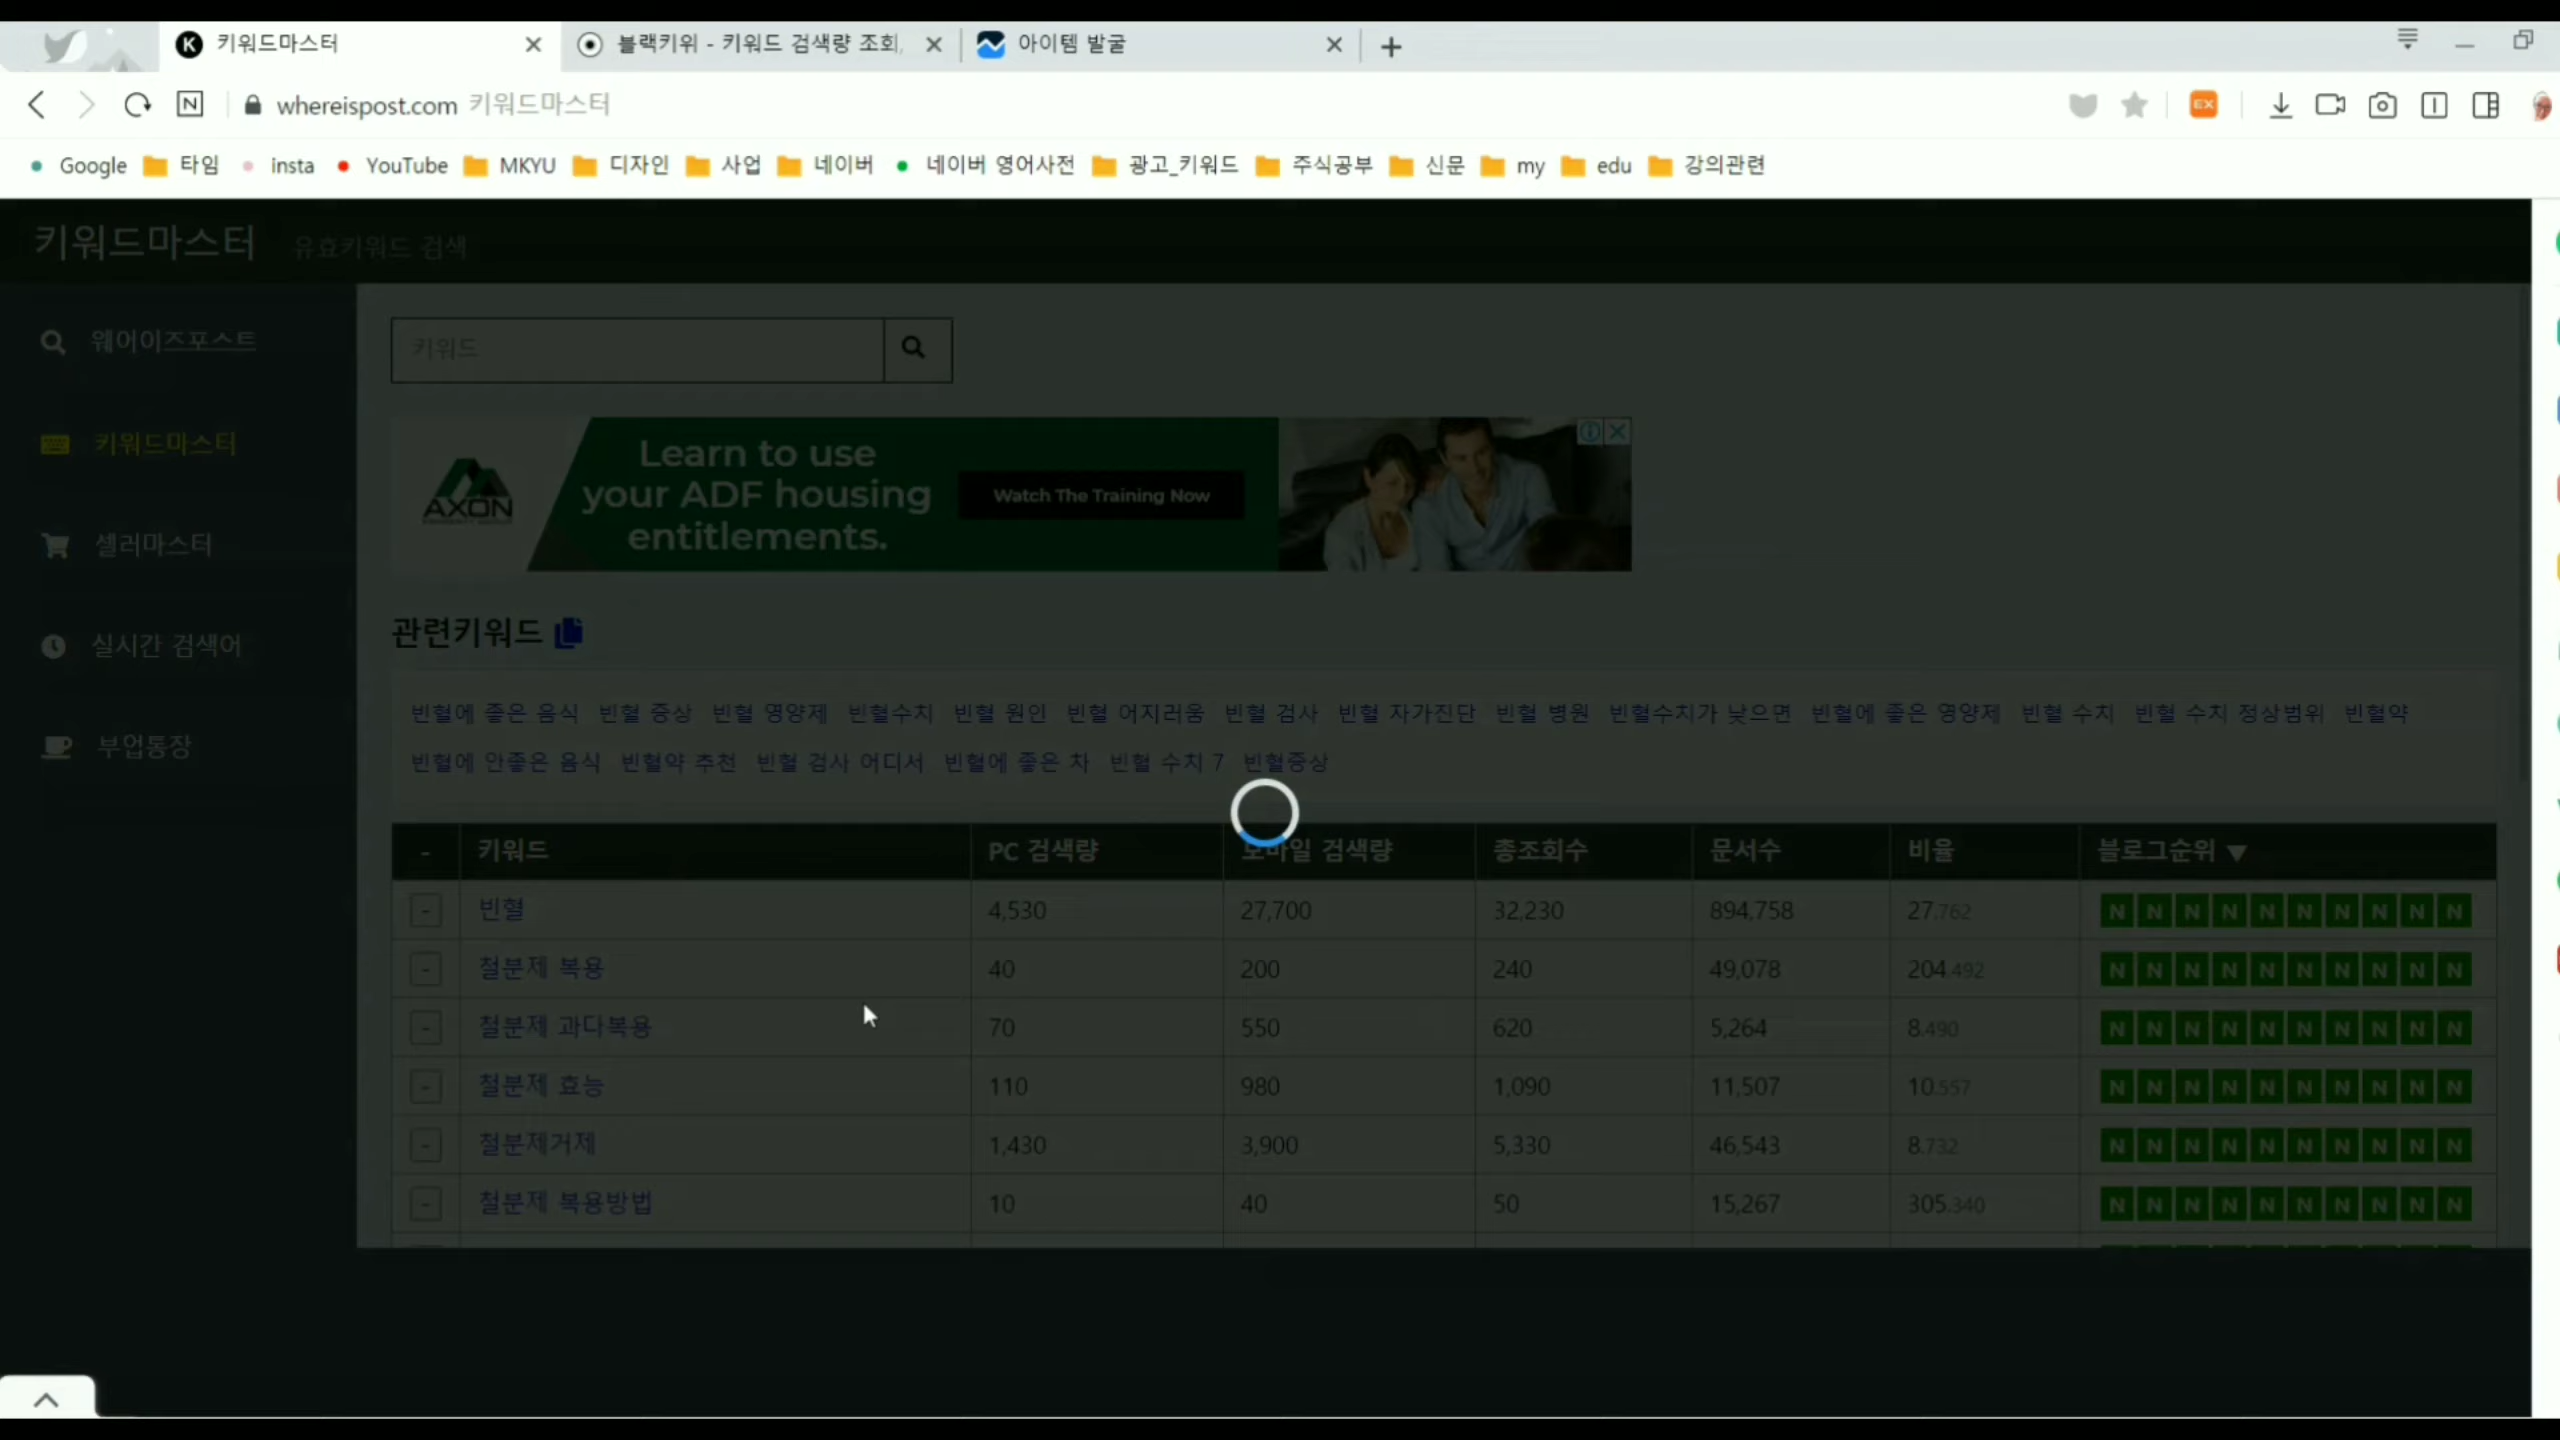 키워드마스터 블랙키위 - 키워드 검색량 조회, 아이템 발굴
whereispost.com 키워드마스터
Google 타임 insta YouTube MKYU 디자인 사업 네이버 네이버 영어사전 광고_키워드 주식공부 신문 my edu 강의관련
키워드마스터 유효키워드 검색
웨이이즈포스트
키워드마스터
셀러마스터
실시간 검색어
부업통장
키워드
AXON
Learn to use
your ADF housing
entitlements.
Watch The Training Now
관련키워드
빈혈에 좋은 음식 빈혈 증상 빈혈 영양제 빈혈수치 빈혈 원인 빈혈 어지러움 빈혈 검사 빈혈 자가진단 빈혈 병원 빈혈수치가 낮으면 빈혈에 좋은 영양제 빈혈 수치 빈혈 수치 정상범위 빈혈약
빈혈에 안좋은 음식 빈혈약 추천 빈혈 검사 어디서 빈혈에 좋은 차 빈혈 수치 7 빈혈증상
- 키워드 PC 검색량 모바일 검색량 총조회수 문서수 비율 블로그순위 ▼
- 빈혈 4,530 27,700 32,230 894,758 27.762 N N N N N N N N N N
- 철분제 복용 40 200 240 49,078 204.492 N N N N N N N N N N
- 철분제 과다복용 70 550 620 5,264 8.490 N N N N N N N N N N
- 철분제 효능 110 980 1,090 11,507 10.557 N N N N N N N N N N
- 철분제거제 1,430 3,900 5,330 46,543 8.732 N N N N N N N N N N
- 철분제 복용방법 10 40 50 15,267 305.340 N N N N N N N N N N